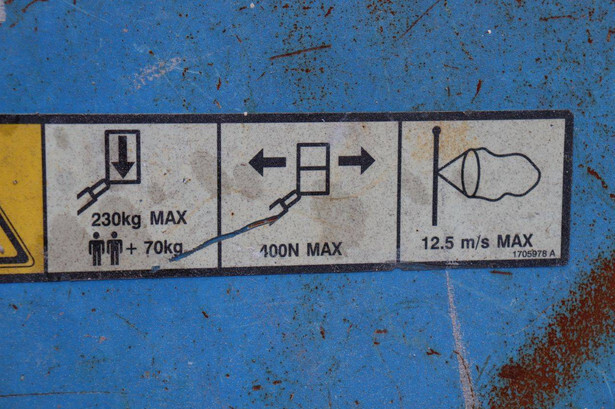 230kg MAX
+ 70kg
400N MAX
12.5 m/s MAX
1705978 A